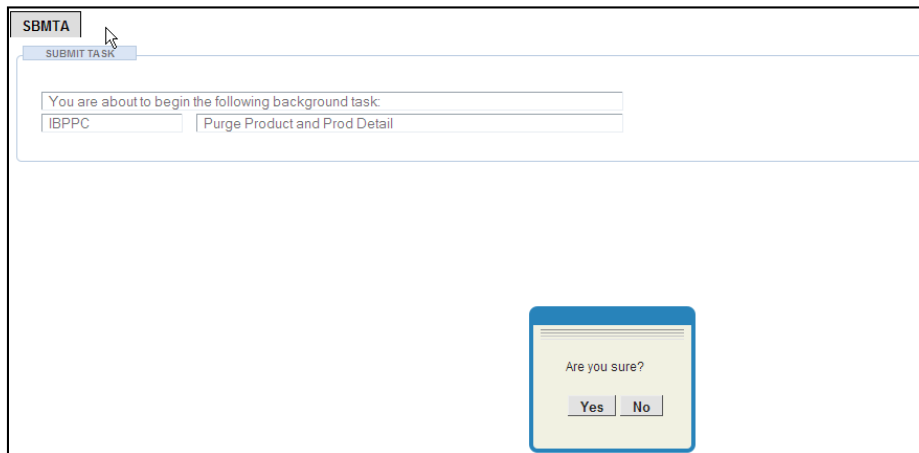 SBMTA
SUBMIT TASK
You are about to begin the following background task:
IBPPC Purge Product and Prod Detail
Are you sure?
Yes No